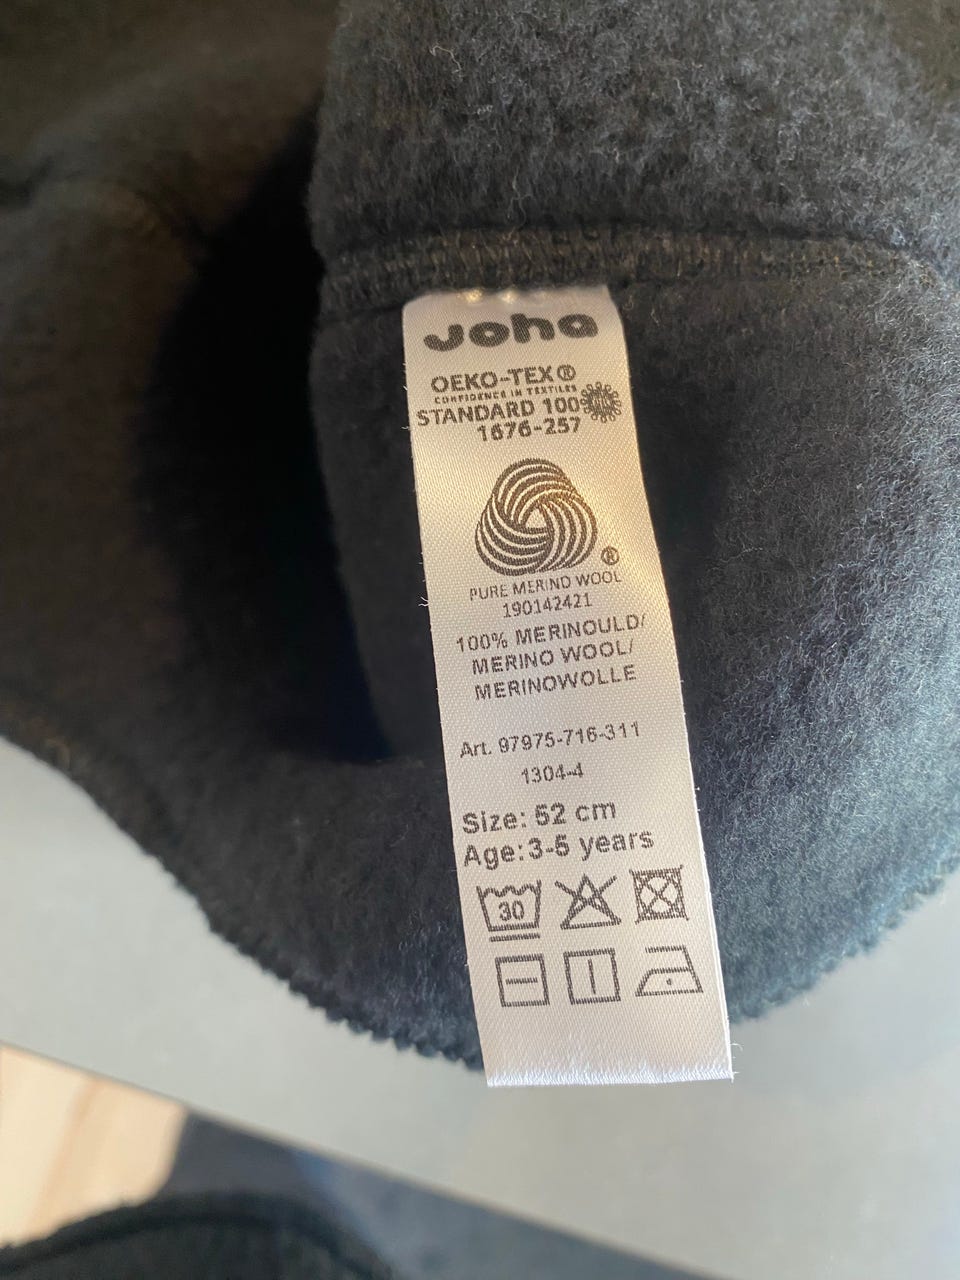 Joha
OEKO-TEX®
CONFIDENCE IN TEXTILES
STANDARD 100
1676-257
®
PURE MERINO WOOL
190142421
100% MERINOULD/
MERINO WOOL/
MERINOWOLLE
Art. 97975-716-311
1304-4
Size: 52 cm
Age:3-5 years
30